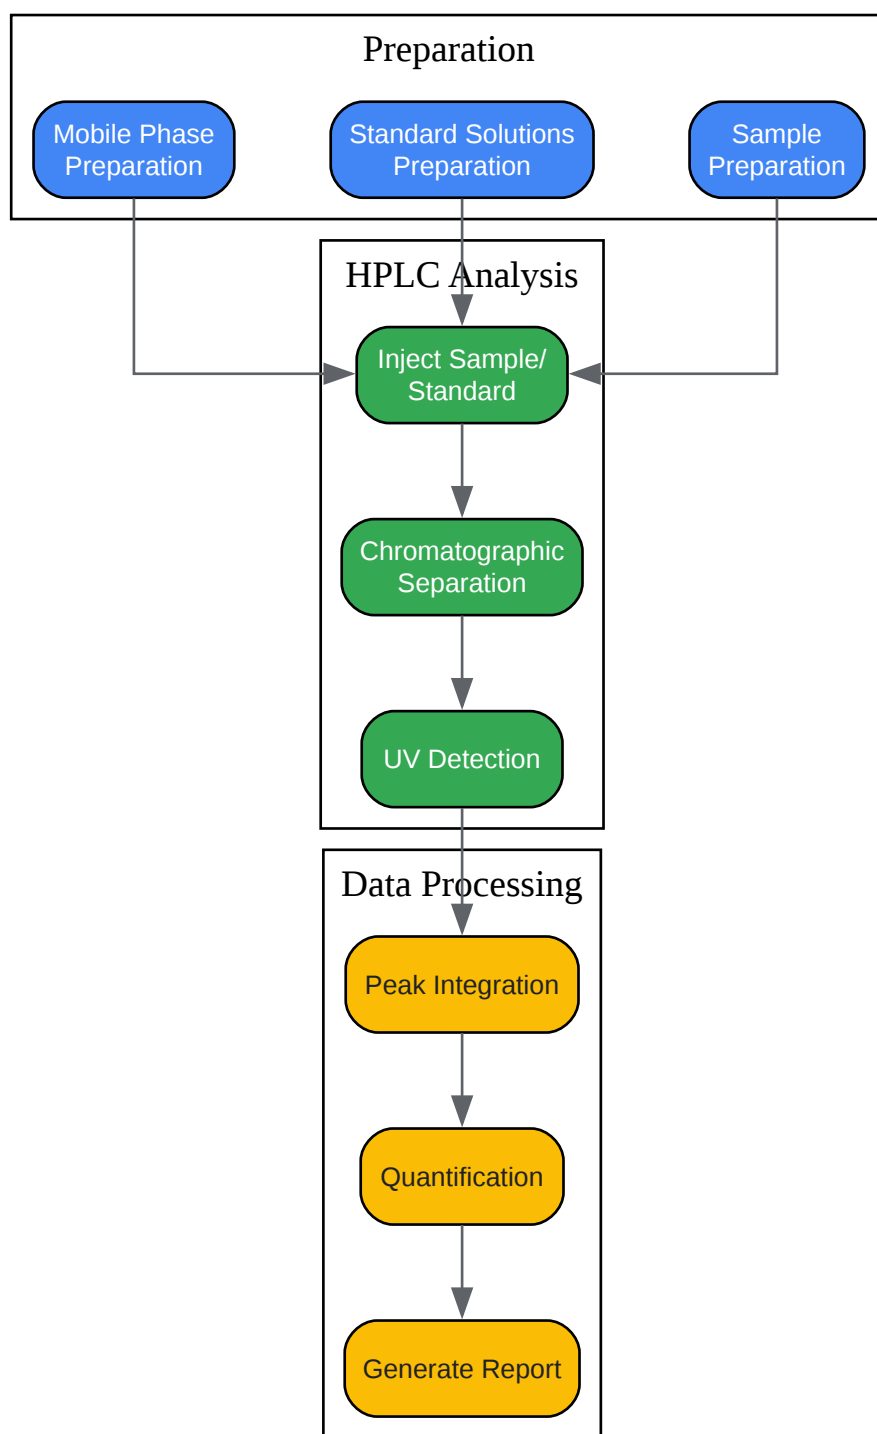 Preparation
Mobile Phase
Preparation
Standard Solutions
Preparation
Sample
Preparation
HPLC Analysis
Inject Sample/
Standard
Chromatographic
Separation
UV Detection
Data Processing
Peak Integration
Quantification
Generate Report